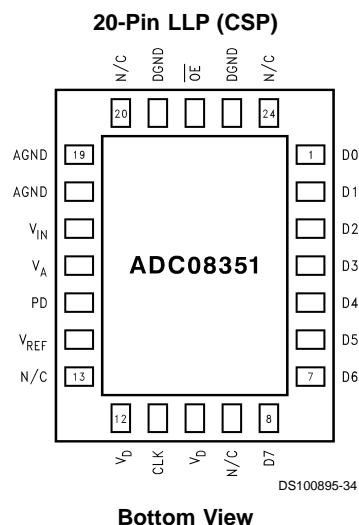 20-Pin LLP (CSP)
N/C DGND OE DGND N/C
20 24
AGND 19 1 D0
AGND D1
VIN D2
VA ADC08351 D3
PD D4
VREF D5
N/C 13 7 D6
12 8
VD CLK VD N/C D7
DS100895-34
Bottom View